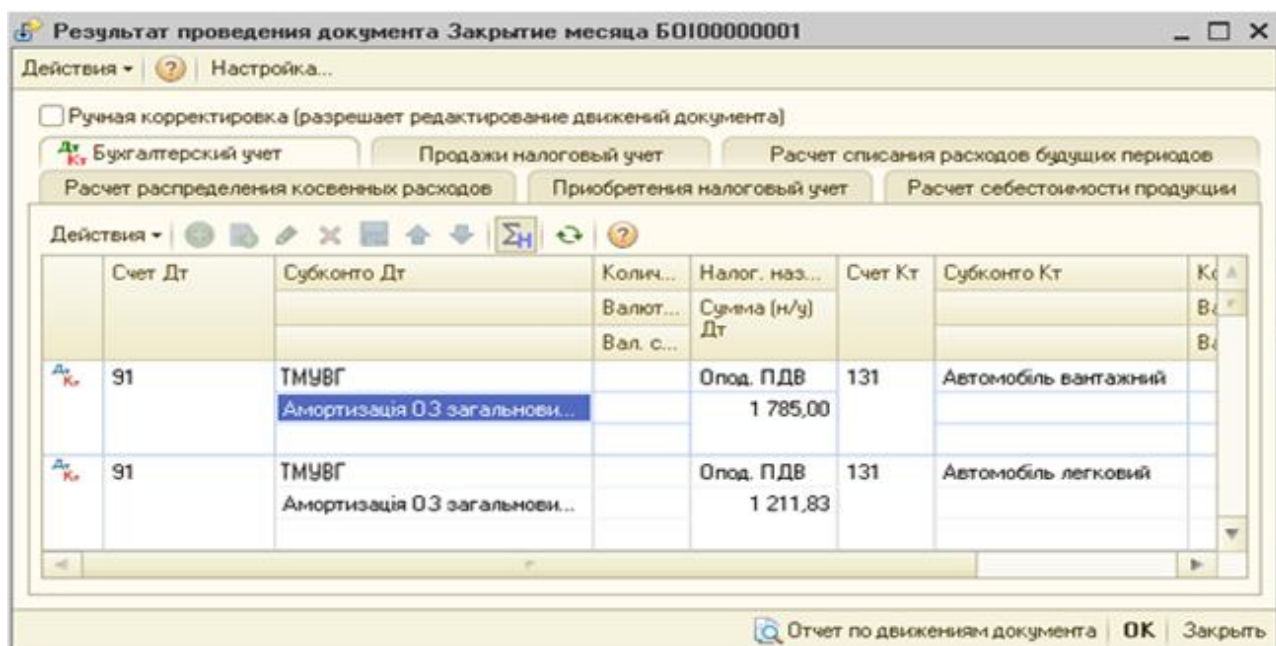 Результат проведения документа Закрытие месяца БОІ00000001
Действия Настройка...
Ручная корректировка (разрешает редактирование движений документа)
Бухгалтерский учет Продажи налоговый учет Расчет списания расходов будущих периодов
Расчет распределения косвенных расходов Приобретения налоговый учет Расчет себестоимости продукции
Действия
Счет Дт Субконто Дт Колич... Налог. наз... Счет Кт Субконто Кт
Валют... Сумма (н/у) Дт
Вал. с...
91 ТМУВГ Опод. ПДВ 131 Автомобіль вантажний
Амортизація ОЗ загальнови... 1 785,00
91 ТМУВГ Опод. ПДВ 131 Автомобіль легковий
Амортизація ОЗ загальнови... 1 211,83
Отчет по движениям документа OK Закрыть